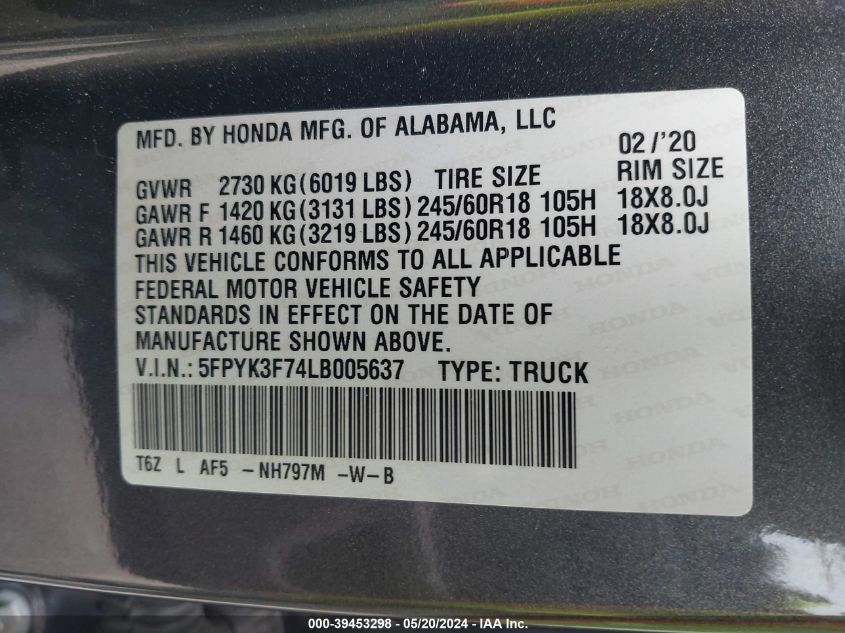 MFD. BY HONDA MFG. OF ALABAMA, LLC
02/'20
GVWR 2730 KG (6019 LBS) TIRE SIZE RIM SIZE
GAWR F 1420 KG (3131 LBS) 245/60R18 105H 18X8.0J
GAWR R 1460 KG (3219 LBS) 245/60R18 105H 18X8.0J
THIS VEHICLE CONFORMS TO ALL APPLICABLE
FEDERAL MOTOR VEHICLE SAFETY
STANDARDS IN EFFECT ON THE DATE OF
MANUFACTURE SHOWN ABOVE.
V.I.N.: 5FPYK3F74LB005637 TYPE: TRUCK
T6Z L AF5 -NH797M -W-B
000-39453298 - 05/20/2024 - IAA Inc.